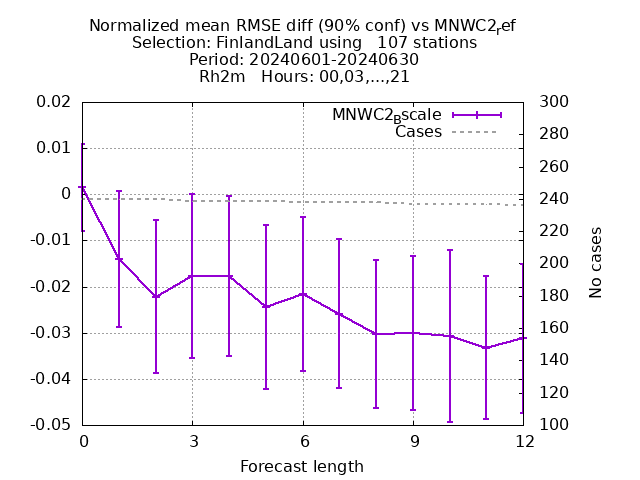 Normalized mean RMSE diff (90% conf) vs MNWC2ref
Selection: FinlandLand using   107 stations
Period: 20240601-20240630
Rh2m   Hours: 00,03,...,21
MNWC2Bscale
Cases
0.02
0.01
0
-0.01
-0.02
-0.03
-0.04
-0.05
300
280
260
240
220
200
180
160
140
120
100
No cases
0 3 6 9 12
Forecast length